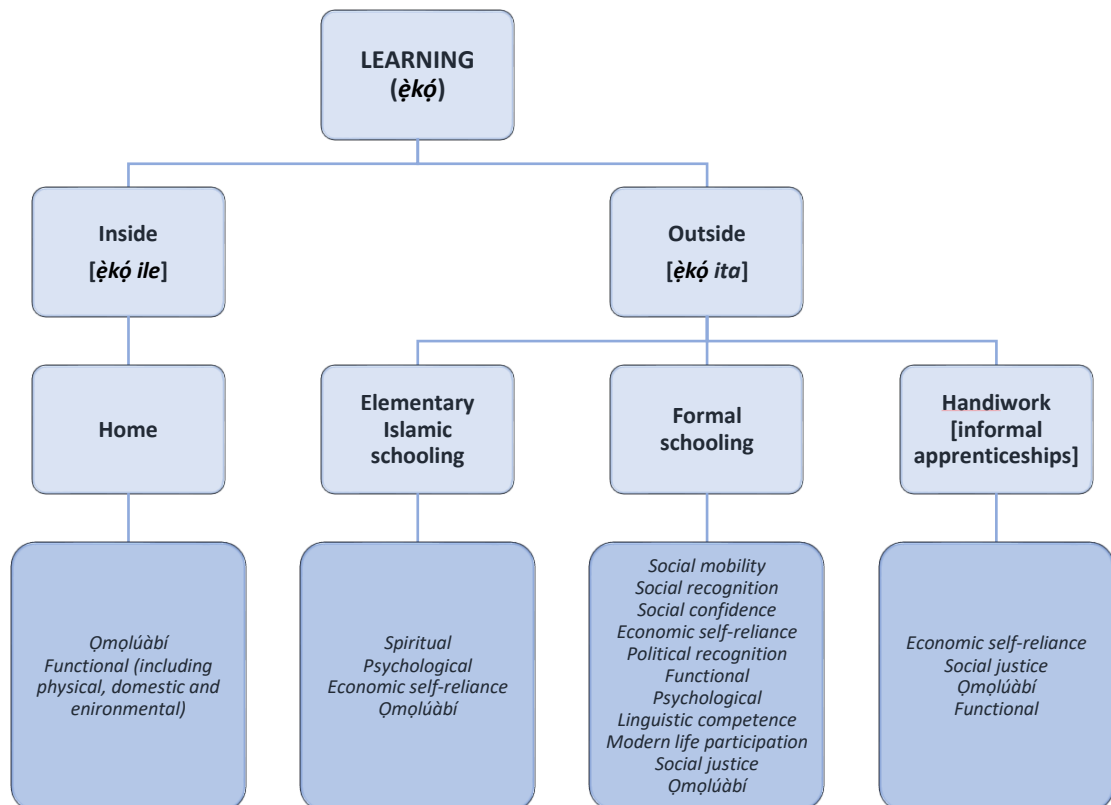 LEARNING
(ẹ̀kọ́)
Inside
[ẹ̀kọ́ ile]
Outside
[ẹ̀kọ́ ita]
Home
Elementary
Islamic
schooling
Formal
schooling
Handiwork
[informal
apprenticeships]
Ọmọlúàbí
Functional (including
physical, domestic and
enironmental)
Spiritual
Psychological
Economic self-reliance
Ọmọlúàbí
Social mobility
Social recognition
Social confidence
Economic self-reliance
Political recognition
Functional
Psychological
Linguistic competence
Modern life participation
Social justice
Ọmọlúàbí
Economic self-reliance
Social justice
Ọmọlúàbí
Functional